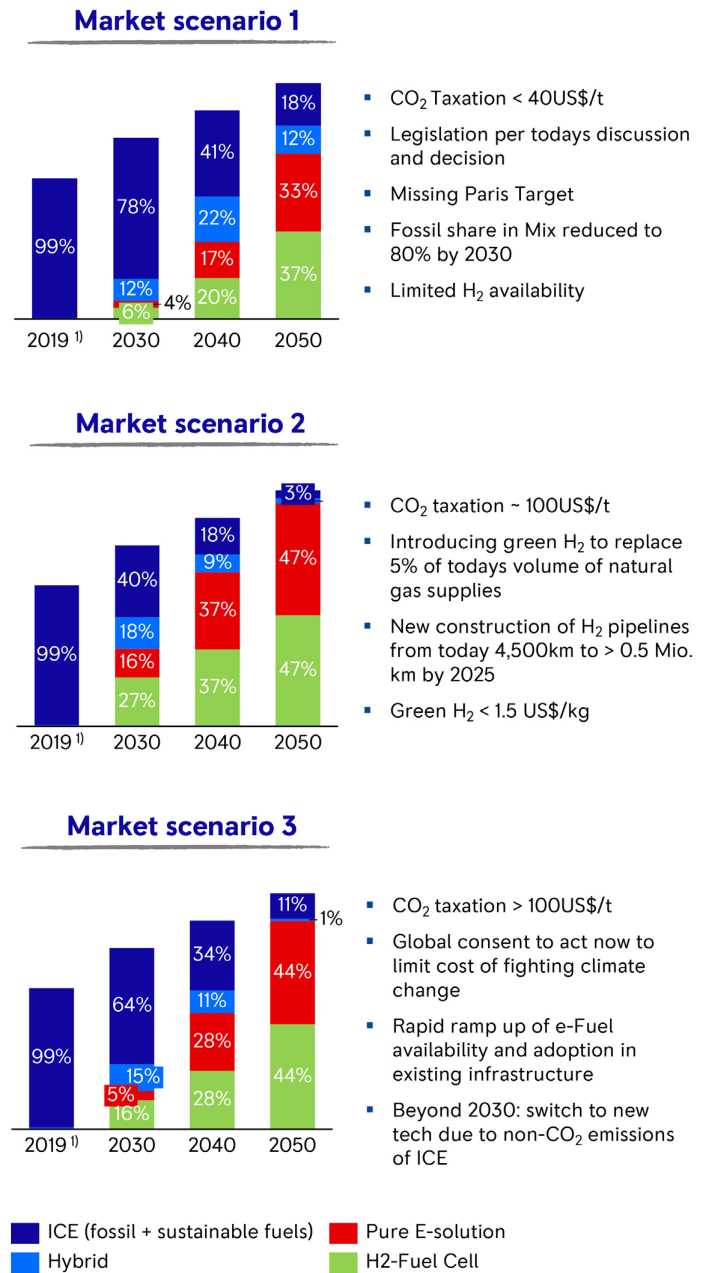 Market scenario 1
18%
12%
33%
37%
41%
22%
17%
20%
78%
12%
4%
6%
99%
2019 1) 2030 2040 2050
CO2 Taxation < 40US$/t
Legislation per todays discussion
and decision
Missing Paris Target
Fossil share in Mix reduced to
80% by 2030
Limited H2 availability
Market scenario 2
3%
47%
47%
18%
9%
37%
37%
40%
18%
16%
27%
99%
2019 1) 2030 2040 2050
CO2 taxation ~ 100US$/t
Introducing green H2 to replace
5% of todays volume of natural
gas supplies
New construction of H2 pipelines
from today 4,500km to > 0.5 Mio.
km by 2025
Green H2 < 1.5 US$/kg
Market scenario 3
11%
1%
44%
44%
34%
11%
28%
28%
64%
15%
5%
16%
99%
2019 1) 2030 2040 2050
CO2 taxation > 100US$/t
Global consent to act now to
limit cost of fighting climate
change
Rapid ramp up of e-Fuel
availability and adoption in
existing infrastructure
Beyond 2030: switch to new
tech due to non-CO2 emissions
of ICE
ICE (fossil + sustainable fuels)
Pure E-solution
Hybrid
H2-Fuel Cell